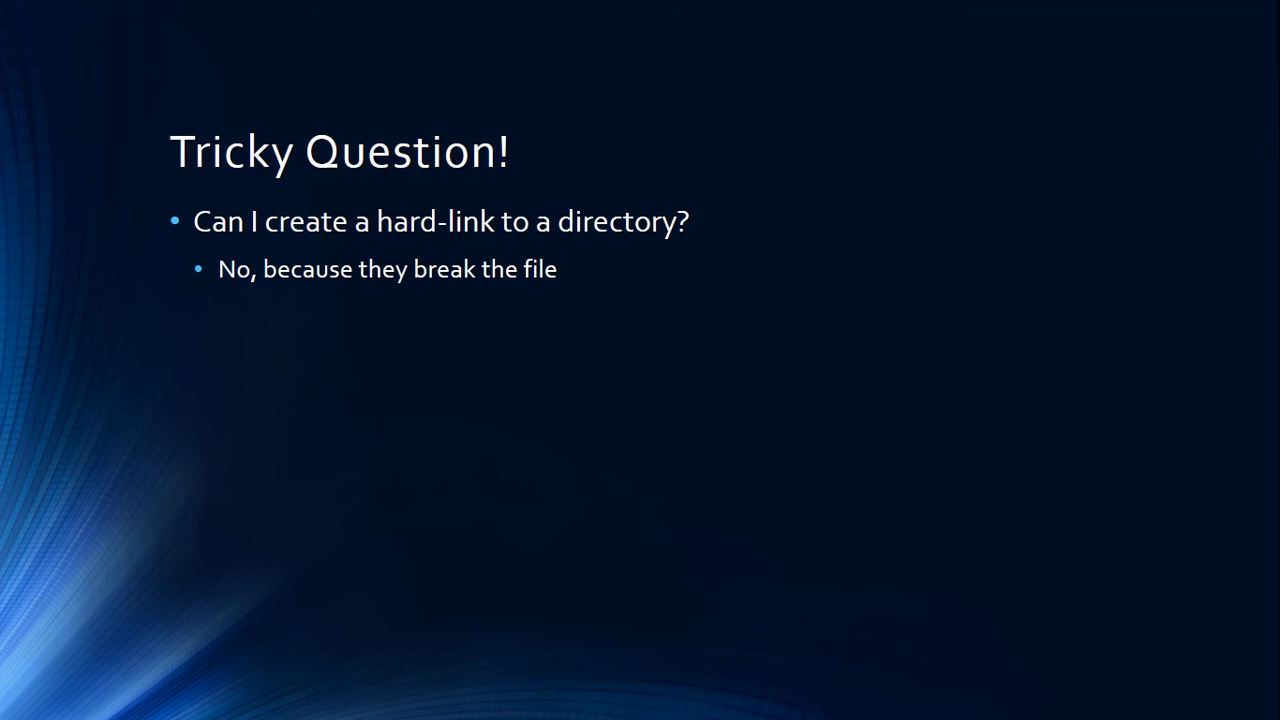 Tricky Question!
• Can I create a hard-link to a directory?
• No, because they break the file